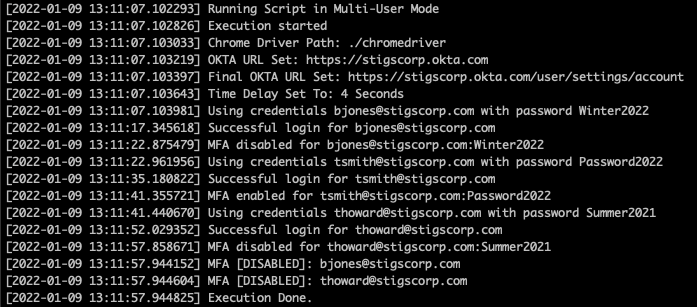 [2022-01-09 13:11:07.102293] Running Script in Multi-User Mode
[2022-01-09 13:11:07.102826] Execution started
[2022-01-09 13:11:07.103033] Chrome Driver Path: ./chromedriver
[2022-01-09 13:11:07.103219] OKTA URL Set: https://stigscorp.okta.com
[2022-01-09 13:11:07.103397] Final OKTA URL Set: https://stigscorp.okta.com/user/settings/account
[2022-01-09 13:11:07.103643] Time Delay Set To: 4 Seconds
[2022-01-09 13:11:07.103981] Using credentials bjones@stigscorp.com with password Winter2022
[2022-01-09 13:11:17.345618] Successful login for bjones@stigscorp.com
[2022-01-09 13:11:22.875479] MFA disabled for bjones@stigscorp.com:Winter2022
[2022-01-09 13:11:22.961956] Using credentials tsmith@stigscorp.com with password Password2022
[2022-01-09 13:11:35.180822] Successful login for tsmith@stigscorp.com
[2022-01-09 13:11:41.355721] MFA enabled for tsmith@stigscorp.com:Password2022
[2022-01-09 13:11:41.440670] Using credentials thoward@stigscorp.com with password Summer2021
[2022-01-09 13:11:52.029352] Successful login for thoward@stigscorp.com
[2022-01-09 13:11:57.858671] MFA disabled for thoward@stigscorp.com:Summer2021
[2022-01-09 13:11:57.944152] MFA [DISABLED]: bjones@stigscorp.com
[2022-01-09 13:11:57.944604] MFA [DISABLED]: thoward@stigscorp.com
[2022-01-09 13:11:57.944825] Execution Done.